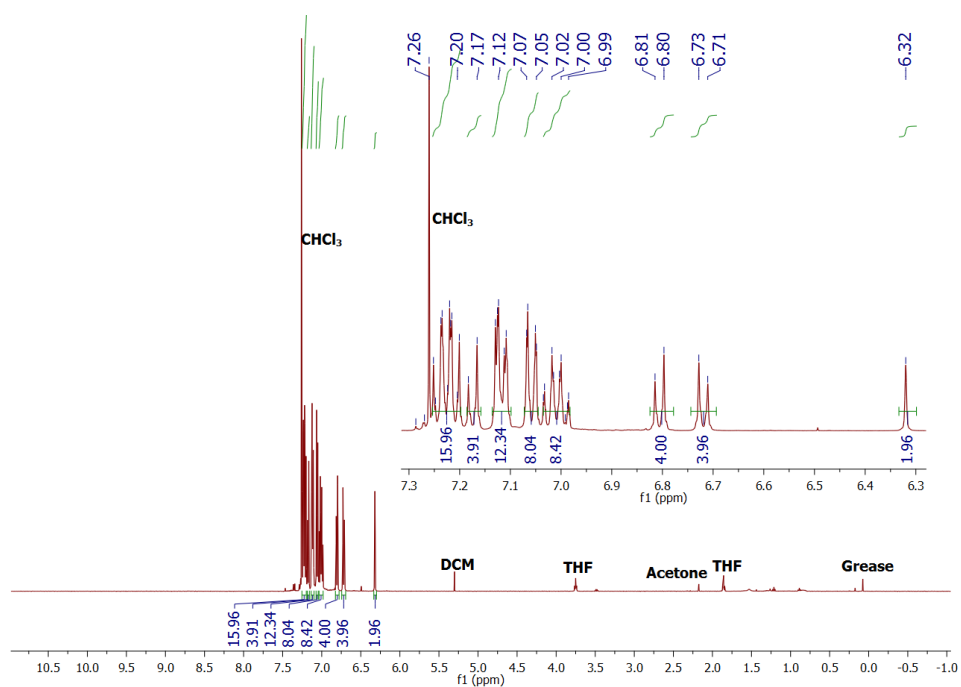 7.26
7.20
7.17
7.12
7.07
7.05
7.02
7.00
6.99
6.81
6.80
6.73
6.71
6.32
CHCl₃
CHCl₃
15.96
3.91
12.34
8.04
8.42
4.00
3.96
1.96
7.3 7.2 7.1 7.0 6.9 6.8 6.7 6.6 6.5 6.4 6.3
f1 (ppm)
DCM
THF
Acetone
THF
Grease
15.96
3.91
12.34
8.04
8.42
4.00
3.96
1.96
10.5 10.0 9.5 9.0 8.5 8.0 7.5 7.0 6.5 6.0 5.5 5.0 4.5 4.0 3.5 3.0 2.5 2.0 1.5 1.0 0.5 0.0 -0.5 -1.0
f1 (ppm)